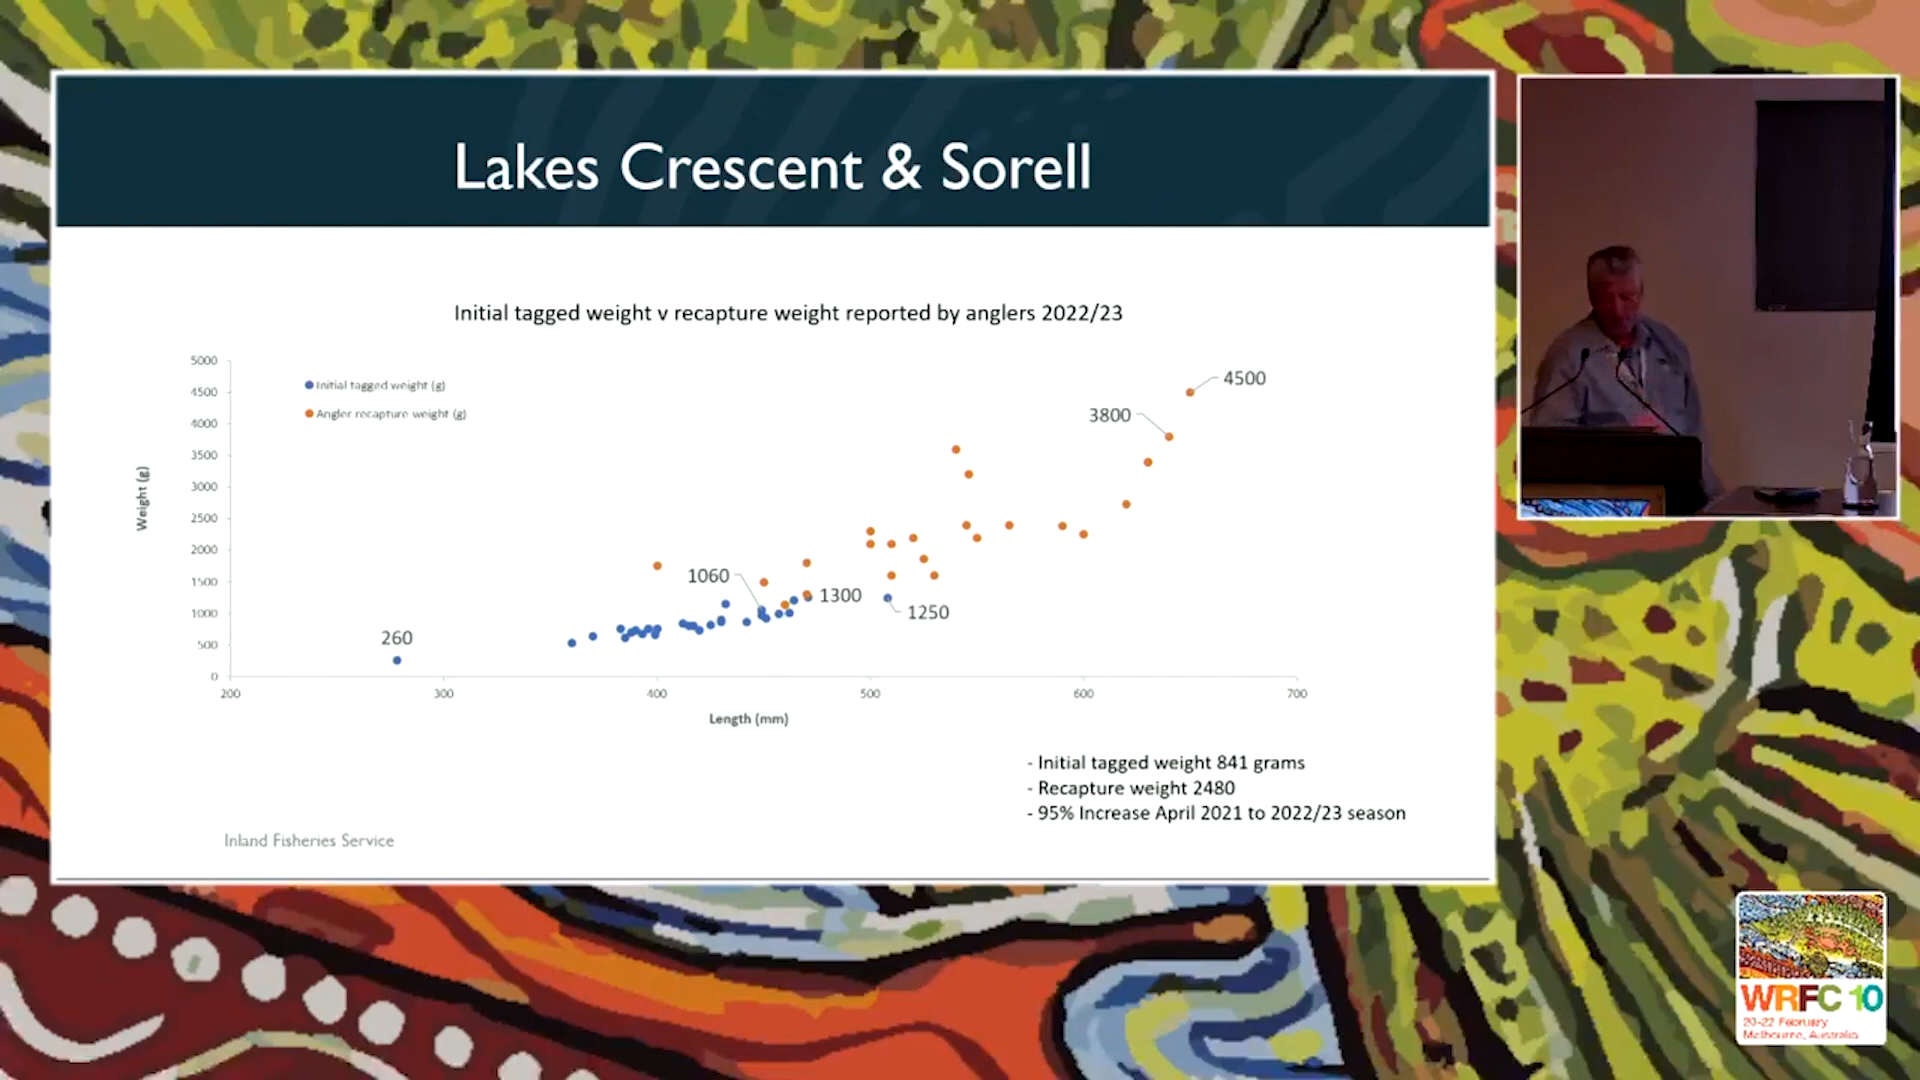 Lakes Crescent & Sorell
Initial tagged weight v recapture weight reported by anglers 2022/23
5000
4500
4000
3500
3000
2500
2000
1500
1000
500
0
Weight (g)
Initial tagged weight (g)
Angler recapture weight (g)
4500
3800
1060
1300
1250
260
200
300
400
500
600
700
Length (mm)
- Initial tagged weight 841 grams
- Recapture weight 2480
- 95% Increase April 2021 to 2022/23 season
Inland Fisheries Service
WRFC 10
20-22 February
Melbourne, Australia